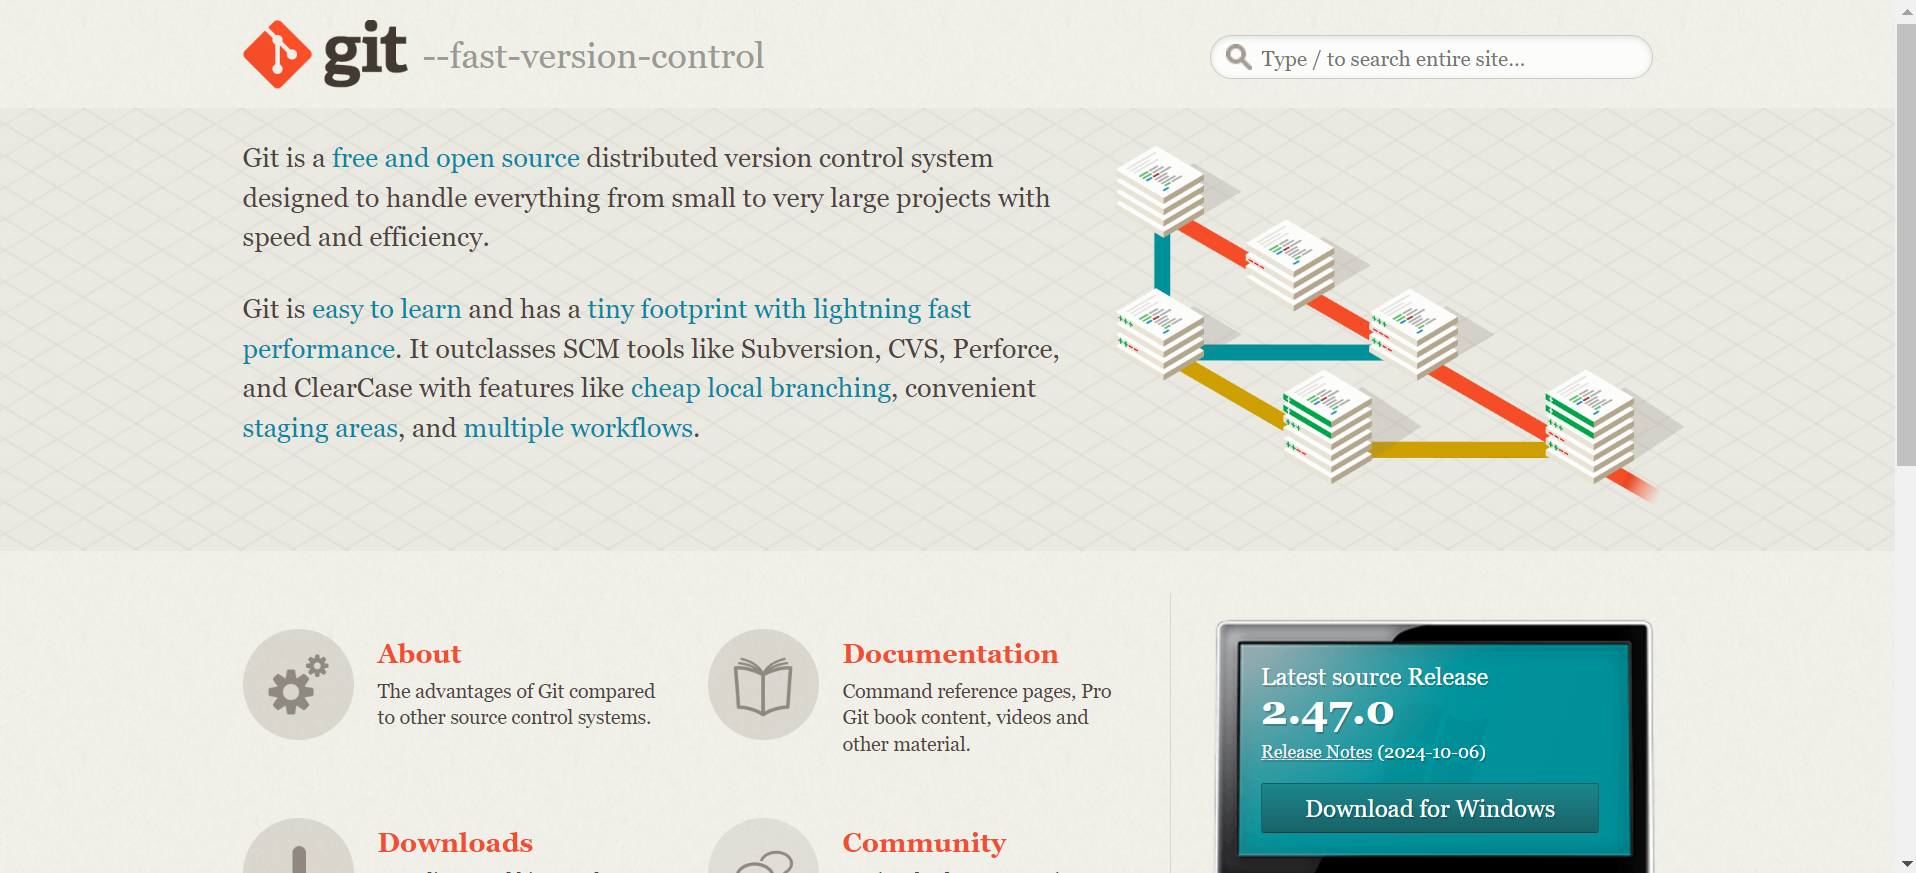 git --fast-version-control
Type / to search entire site...
Git is a free and open source distributed version control system
designed to handle everything from small to very large projects with
speed and efficiency.
Git is easy to learn and has a tiny footprint with lightning fast
performance. It outclasses SCM tools like Subversion, CVS, Perforce,
and ClearCase with features like cheap local branching, convenient
staging areas, and multiple workflows.
About
The advantages of Git compared
to other source control systems.
Documentation
Command reference pages, Pro
Git book content, videos and
other material.
Downloads
Community
Latest source Release
2.47.0
Release Notes (2024-10-06)
Download for Windows